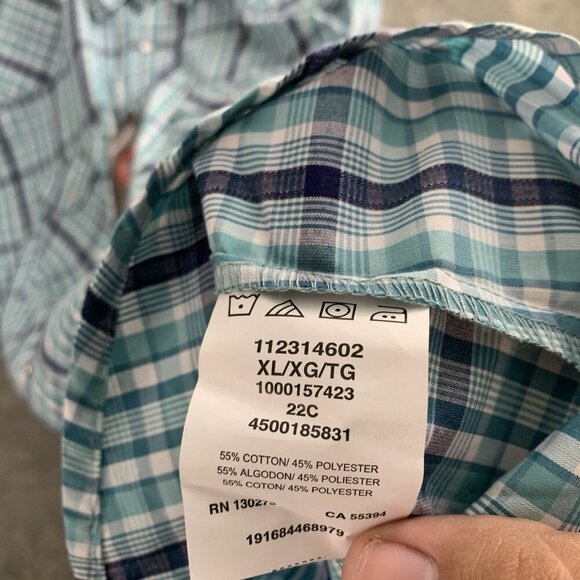 112314602
XL/XG/TG
1000157423
22C
4500185831
55% COTTON/ 45% POLYESTER
55% ALGODON/ 45% POLIESTER
55% COTON/ 45% POLYESTER
RN CA 55394
191684468979